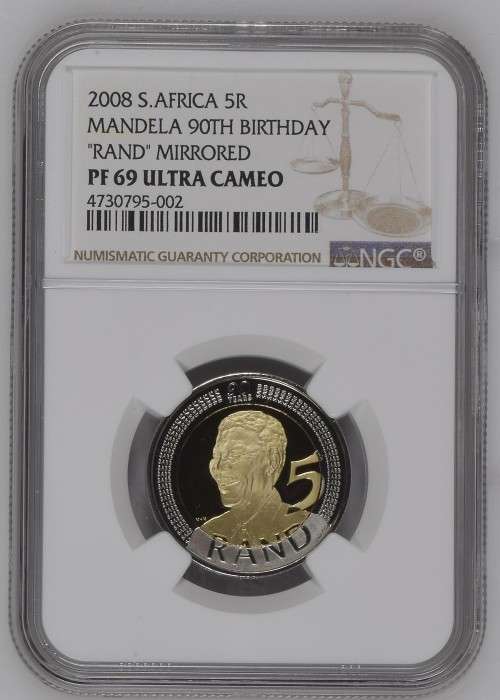 2008 S.AFRICA 5R
MANDELA 90TH BIRTHDAY
"RAND" MIRRORED
PF 69 ULTRA CAMEO
4730795-002
NUMISMATIC GUARANTY CORPORATION NGC®
90
YEARS
5
RAND